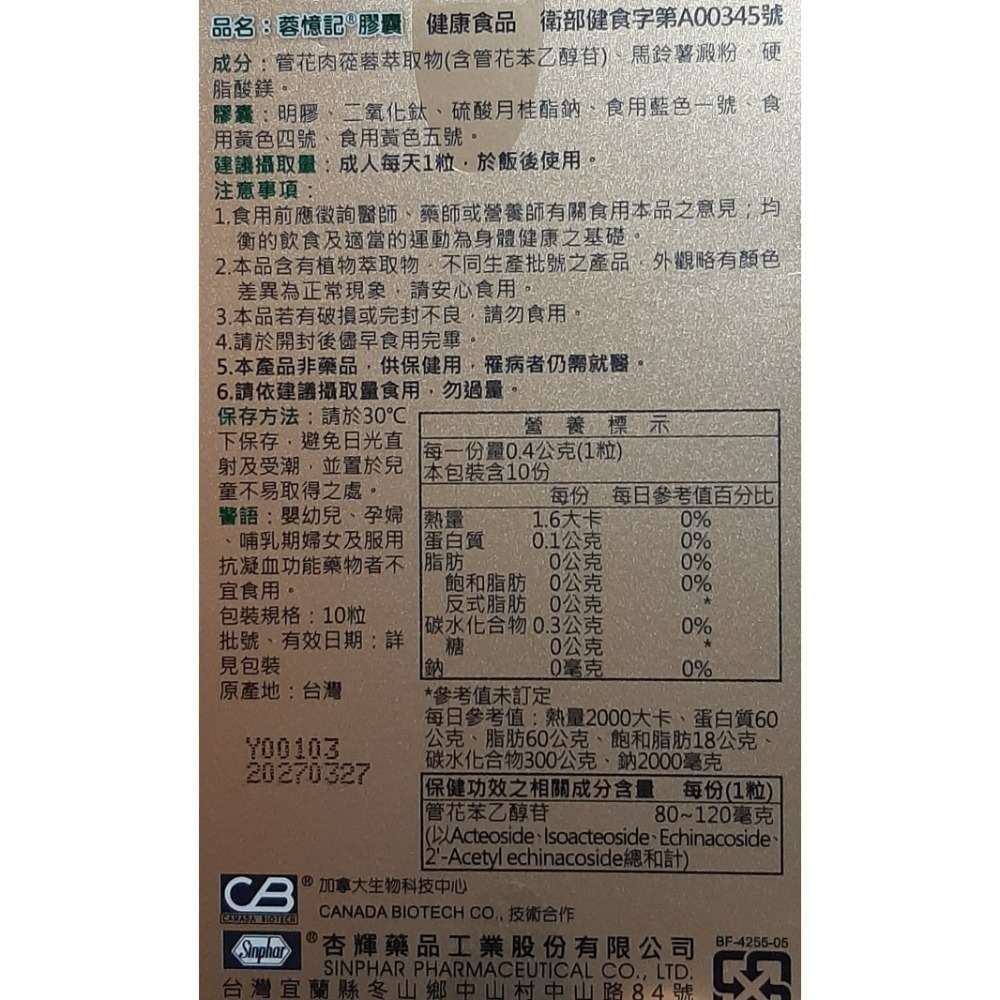 品名：蓉憶記®膠囊　健康食品　衛部健食字第A00345號
成分：管花肉蓯蓉萃取物(含管花苯乙醇苷)、馬鈴薯澱粉、硬
脂酸鎂。
膠囊：明膠、二氧化鈦、硫酸月桂酯鈉、食用藍色一號、食
用黃色四號、食用黃色五號。
建議攝取量：成人每天1粒，於飯後使用。
注意事項：
1.食用前應徵詢醫師、藥師或營養師有關食用本品之意見；均
衡的飲食及適當的運動為身體健康之基礎。
2.本品含有植物萃取物，不同生產批號之產品，外觀略有顏色
差異為正常現象，請安心食用。
3.本品若有破損或完封不良，請勿食用。
4.請於開封後儘早食用完畢。
5.本產品非藥品，供保健用，罹病者仍需就醫。
6.請依建議攝取量食用，勿過量。
保存方法：請於30℃
下保存，避免日光直
射及受潮，並置於兒
童不易取得之處。
警語：嬰幼兒、孕婦
、哺乳期婦女及服用
抗凝血功能藥物者不
宜食用。
包裝規格：10粒
批號、有效日期：詳
見包裝
原產地：台灣
Y00103
20270327
營養標示
每一份量0.4公克(1粒)
本包裝含10份
每份　每日參考值百分比
熱量　1.6大卡　0%
蛋白質　0.1公克　0%
脂肪　0公克　0%
飽和脂肪　0公克　0%
反式脂肪　0公克　*
碳水化合物　0.3公克　0%
糖　0公克　*
鈉　0毫克　0%
*參考值未訂定
每日參考值：熱量2000大卡、蛋白質60
公克、脂肪60公克、飽和脂肪18公克、
碳水化合物300公克、鈉2000毫克
保健功效之相關成分含量　每份(1粒)
管花苯乙醇苷　80~120毫克
(以Acteoside、Isoacteoside、Echinacoside、
2'-Acetyl echinacoside總和計)
CB® 加拿大生物科技中心
CANADA BIOTECH
CANADA BIOTECH CO., 技術合作
Sinphar® 杏輝藥品工業股份有限公司
BF-4255-05
SINPHAR PHARMACEUTICAL CO., LTD.
台灣宜蘭縣冬山鄉中山村中山路84號